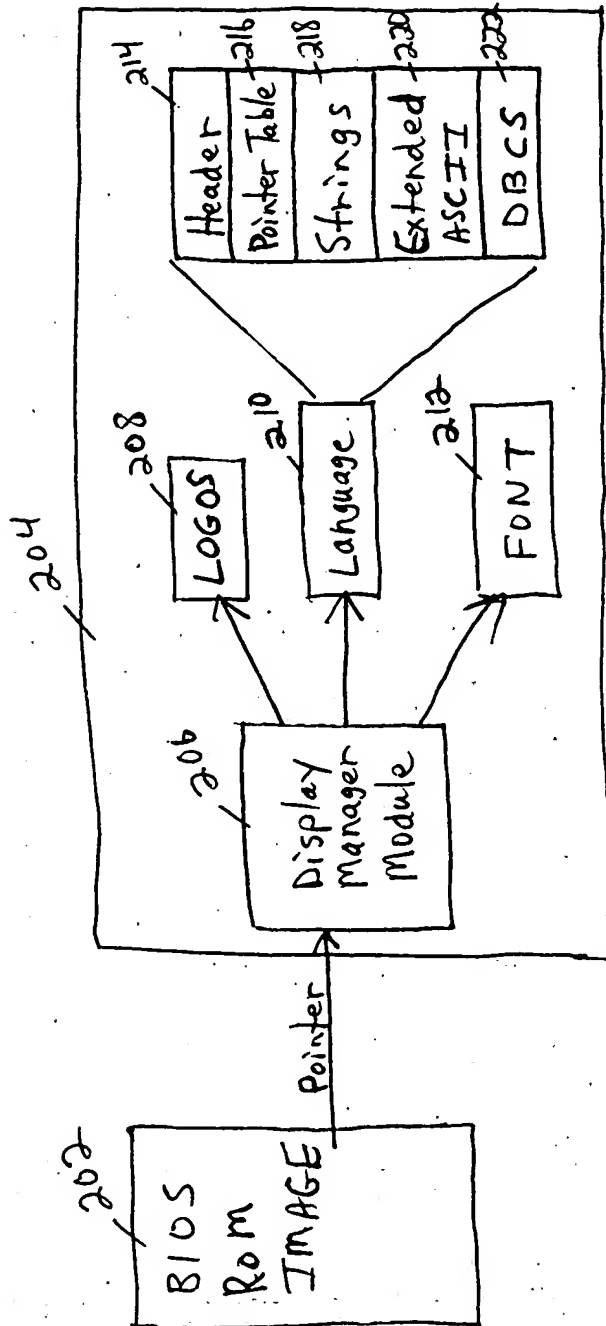 204
202
BIOS
ROM
IMAGE
Pointer
206
Display
Manager
Module
208
LOGOS
210
Language
212
FONT
214
Header
216
Pointer Table
218
Strings
220
Extended
ASCII
222
DBCS